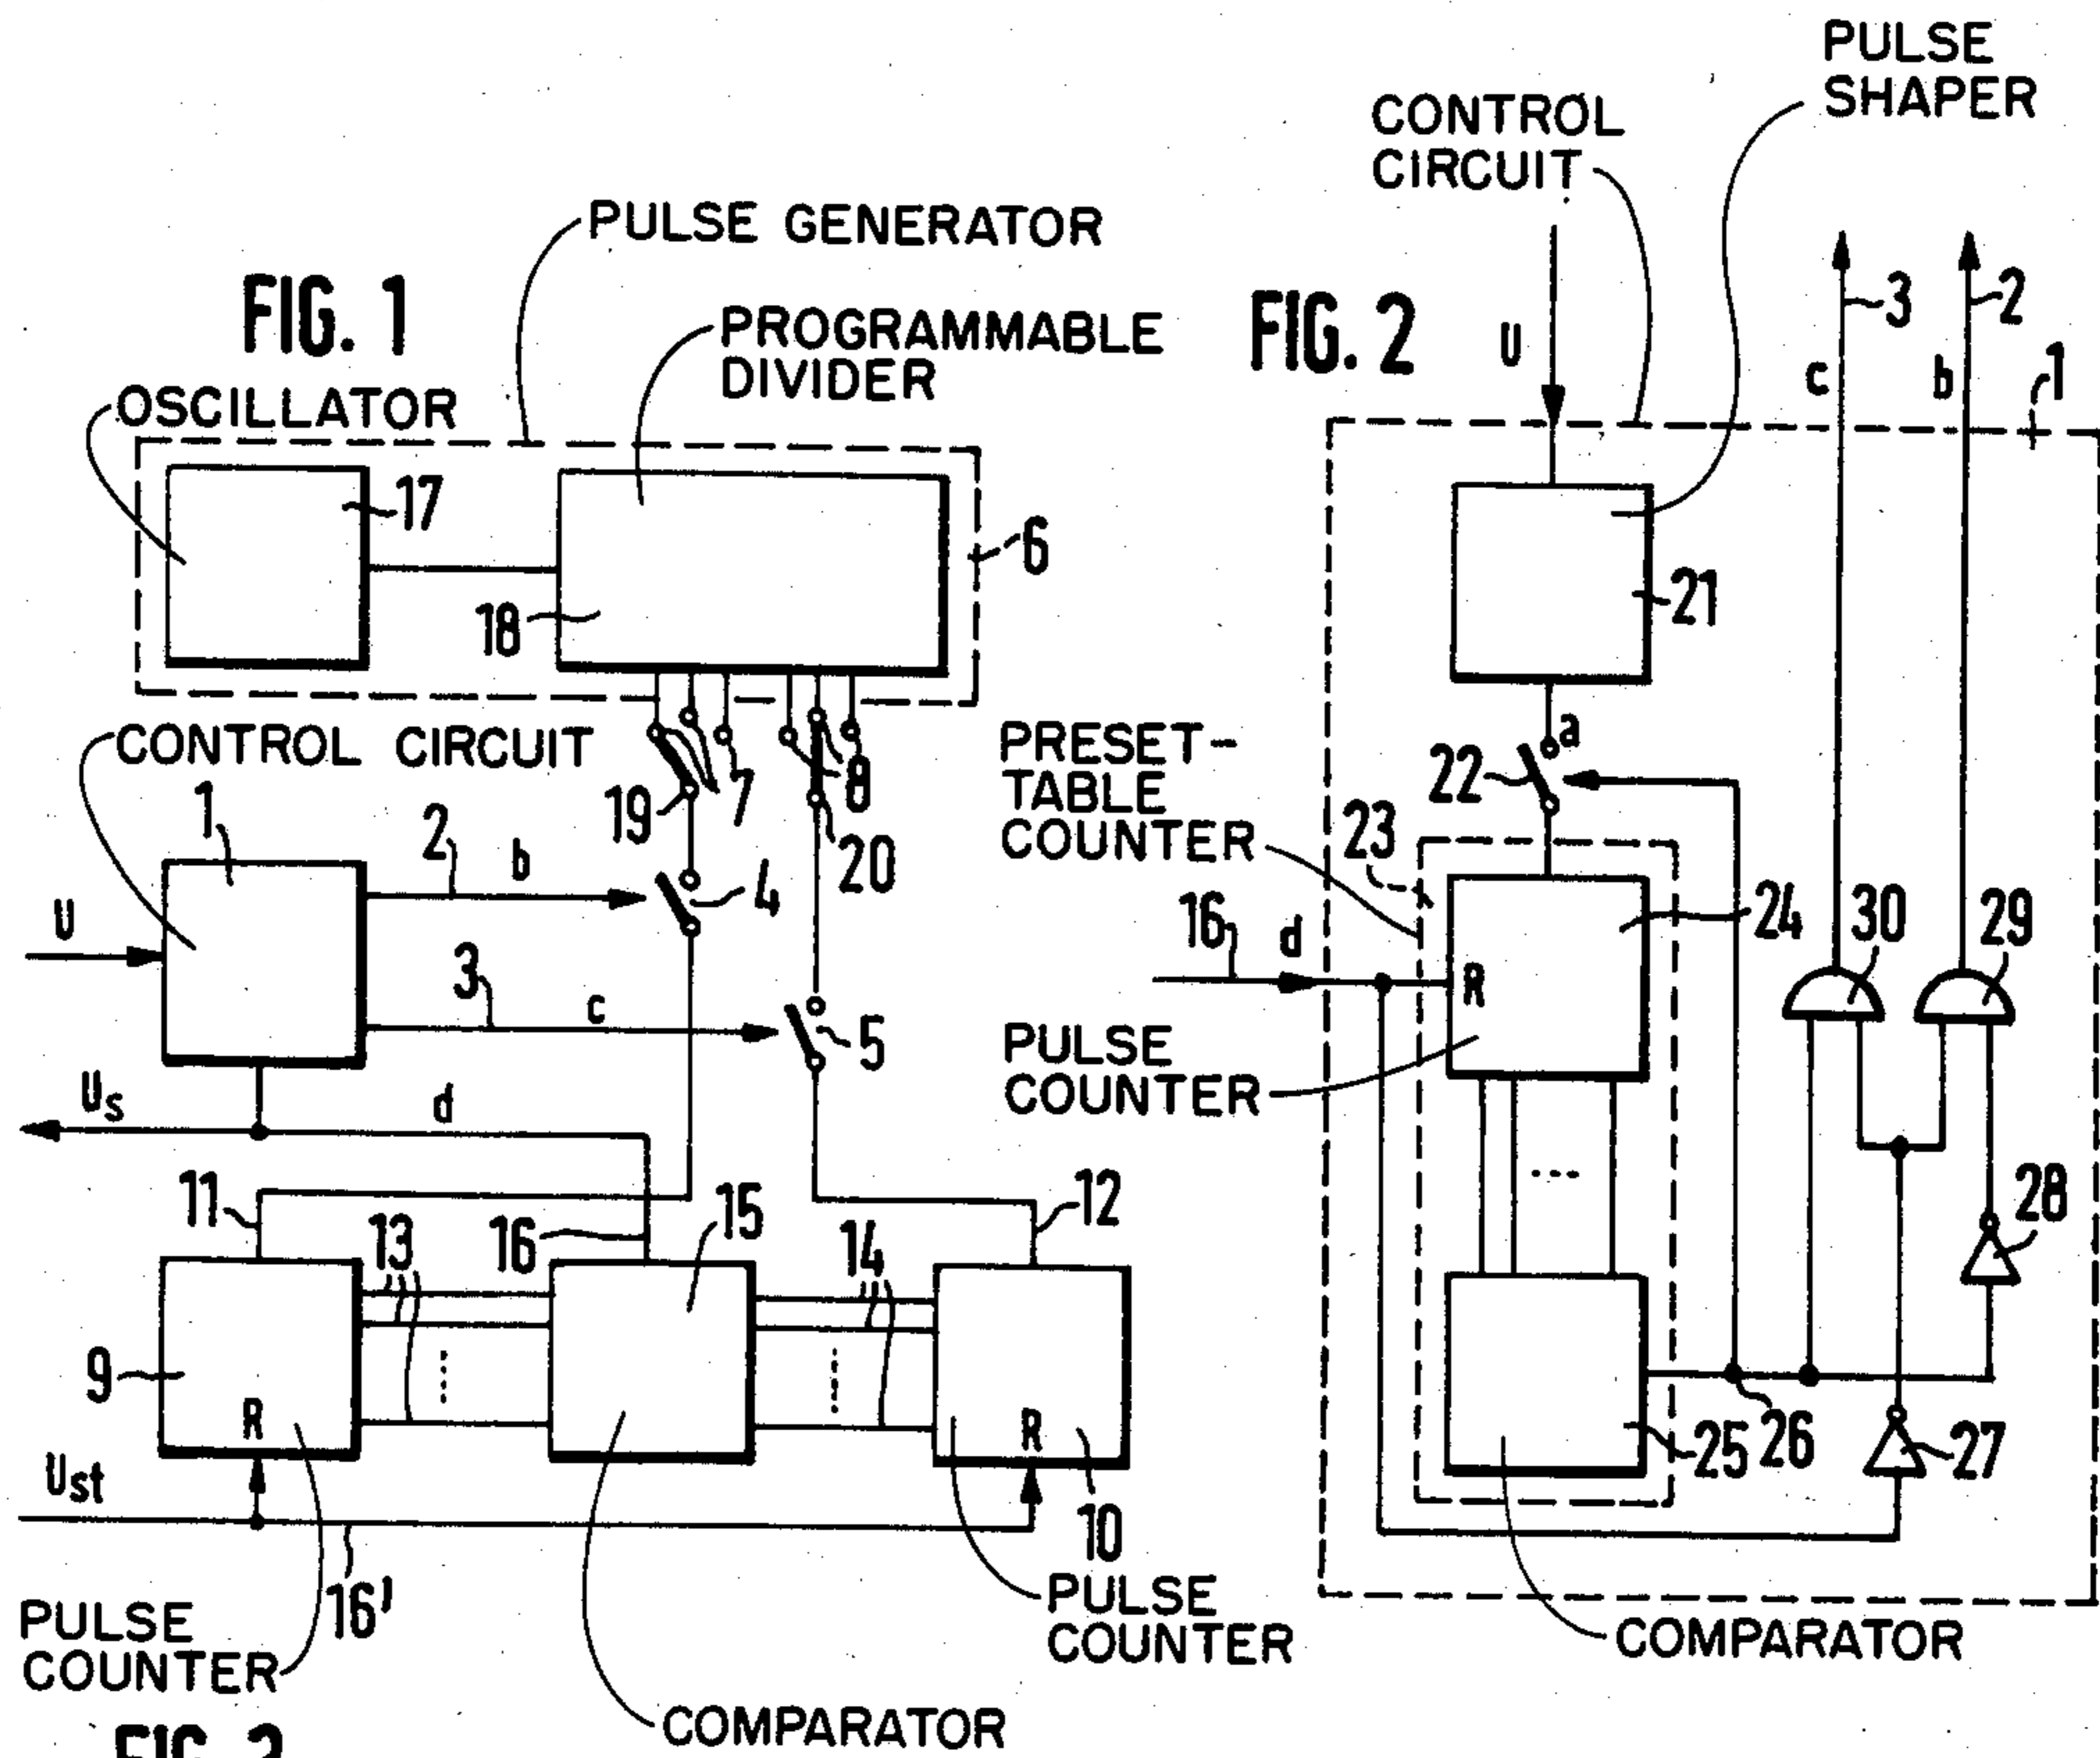 FIG. 1
PULSE GENERATOR
PROGRAMMABLE
DIVIDER
OSCILLATOR
17
18
6
CONTROL CIRCUIT
1
2
b
19
7
8
20
4
U
3
c
5
Us
d
11
13
16
15
14
12
9
R
R
10
Ust
16'
PULSE
COUNTER
COMPARATOR
PULSE
COUNTER
FIG. 2
CONTROL
CIRCUIT
PULSE
SHAPER
U
3
2
c
b
1
21
a
22
PRESET-
TABLE
COUNTER
23
24
30
29
16
d
R
PULSE
COUNTER
28
25
26
27
COMPARATOR